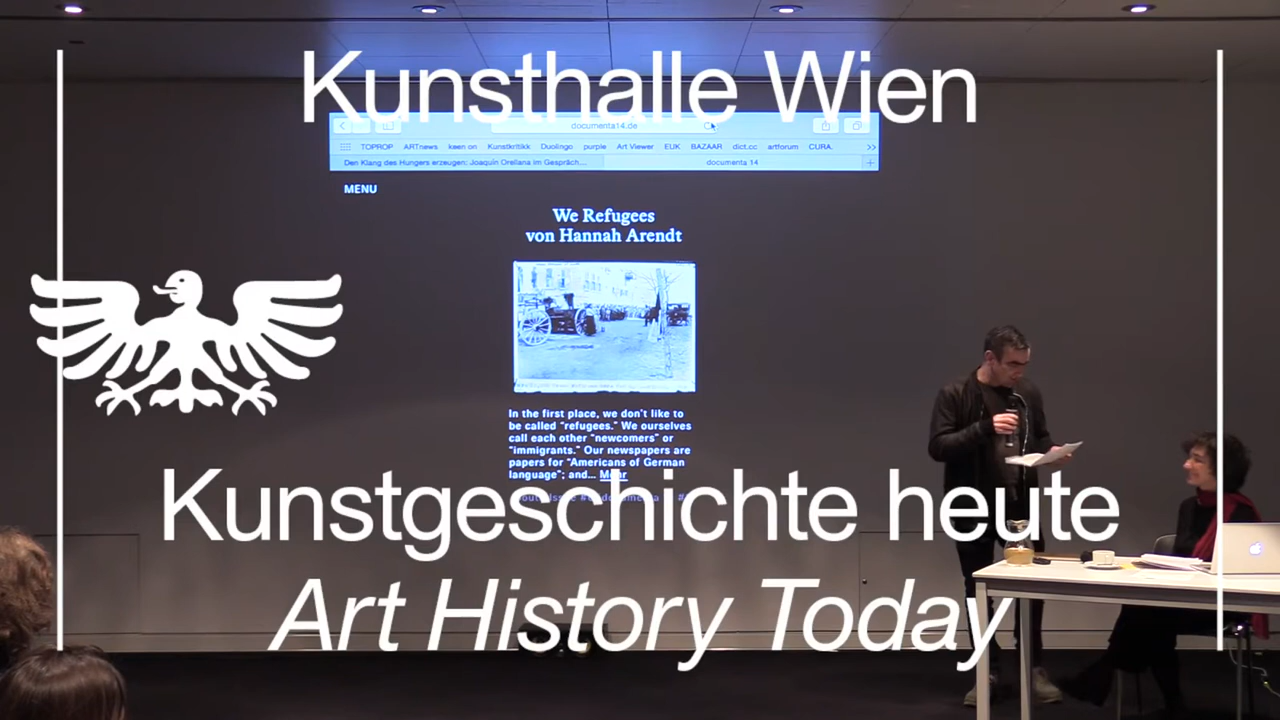 Kunsthalle Wien
documenta14.de
TOPROP ARTnews keen on Kunstkritikk Duolingo purple Art Viewer EUK BAZAAR dict.cc artforum CURA.
Den Klang des Hungers erzeugen: Joaquín Orellana im Gespräch... documenta 14
MENU
We Refugees
von Hannah Arendt
In the first place, we don't like to
be called "refugees." We ourselves
call each other "newcomers" or
"immigrants." Our newspapers are
papers for "Americans of German
language"; and... Mehr
Kunstgeschichte heute
Art History Today